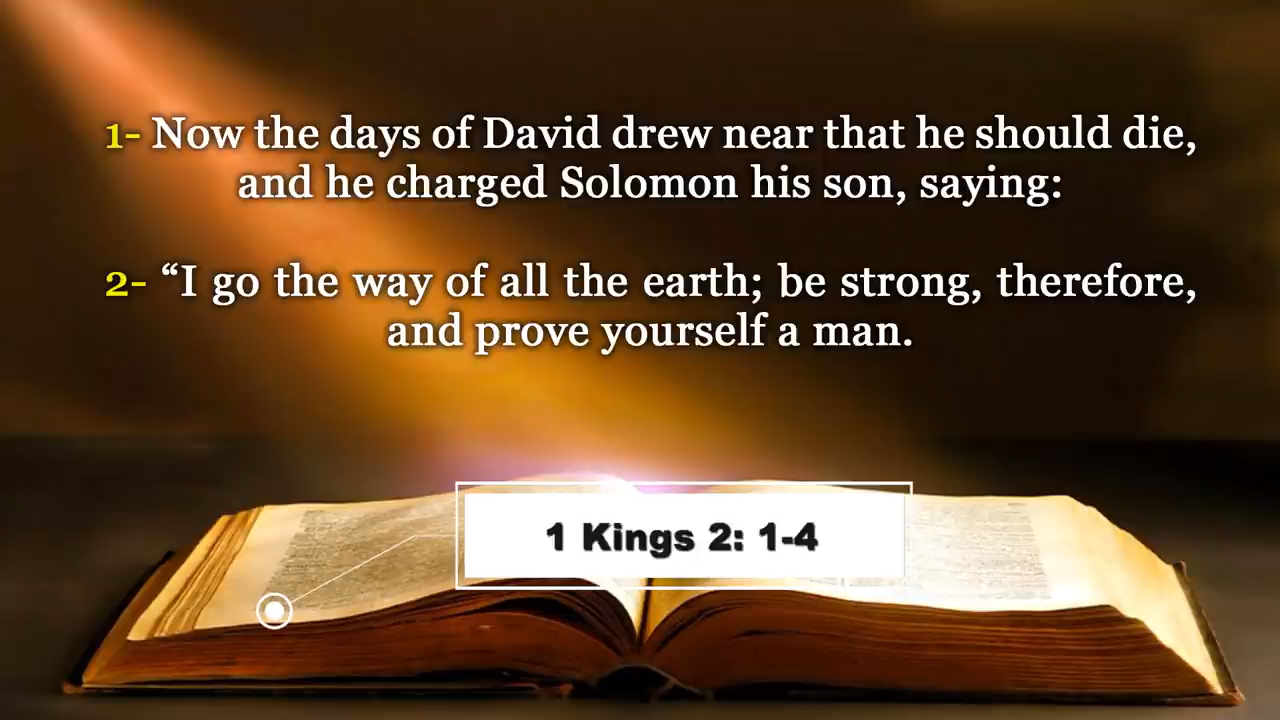 1- Now the days of David drew near that he should die,
and he charged Solomon his son, saying:
2- “I go the way of all the earth; be strong, therefore,
and prove yourself a man.
1 Kings 2: 1-4